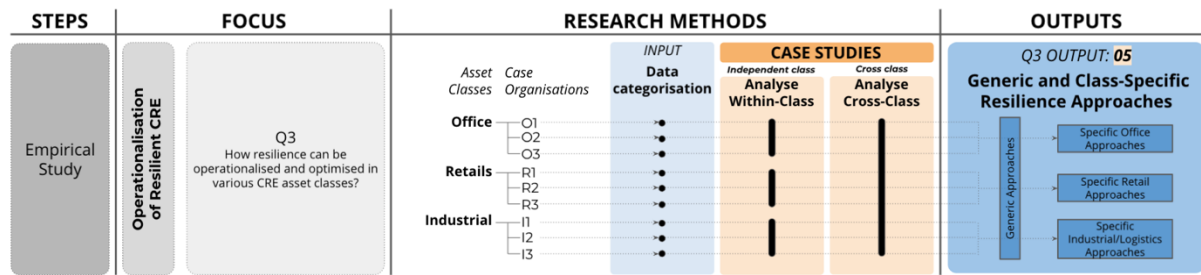 STEPS
FOCUS
RESEARCH METHODS
OUTPUTS
Empirical
Study
Operationalisation
of Resilient CRE
Q3
How resilience can be
operationalised and optimised in
various CRE asset classes?
Asset
Classes
Case
Organisations
INPUT
Data
categorisation
CASE STUDIES
Independent class
Analyse
Within-Class
Cross class
Analyse
Cross-Class
Office
O1
O2
O3
Retails
R1
R2
R3
Industrial
I1
I2
I3
Q3 OUTPUT: 05
Generic and Class-Specific
Resilience Approaches
Generic Approaches
Specific Office
Approaches
Specific Retail
Approaches
Specific
Industrial/Logistics
Approaches